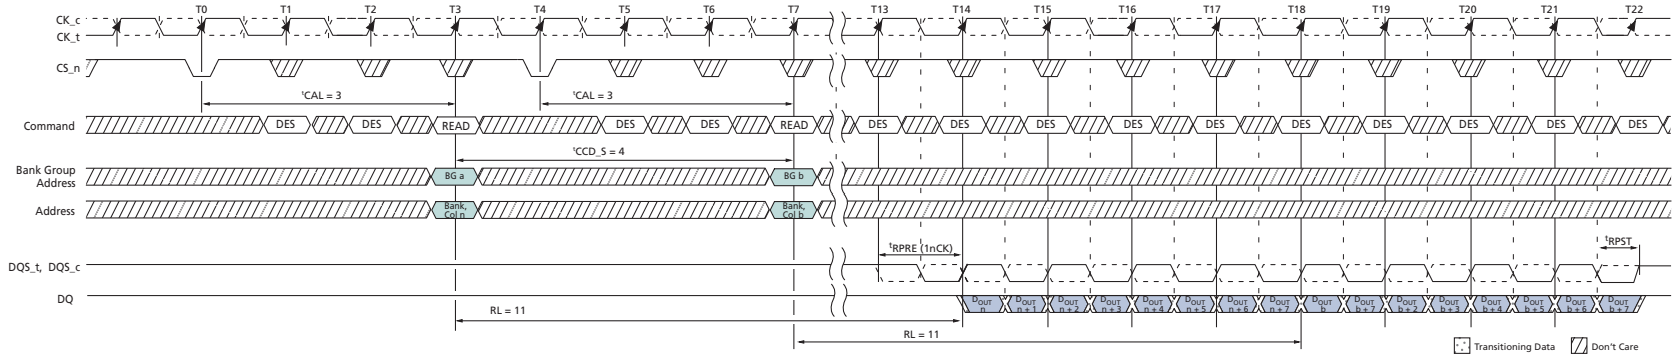 T0 T1 T2 T3 T4 T5 T6 T7 T13 T14 T15 T16 T17 T18 T19 T20 T21 T22
CK_c
CK_t
CS_n
tCAL = 3 tCAL = 3
Command DES DES READ DES DES READ DES DES DES DES DES DES DES DES DES DES
tCCD_S = 4
Bank Group
Address BG a BG b
Address Bank, Col n Bank, Col b
tRPRE (1nCK) tRPST
DQS_t, DQS_c
DQ DOUT n DOUT n + 1 DOUT n + 2 DOUT n + 3 DOUT n + 4 DOUT n + 5 DOUT n + 6 DOUT n + 7 DOUT b DOUT b + 7 DOUT b + 2 DOUT b + 3 DOUT b + 4 DOUT b + 5 DOUT b + 6 DOUT b + 7
RL = 11
RL = 11
Transitioning Data Don't Care